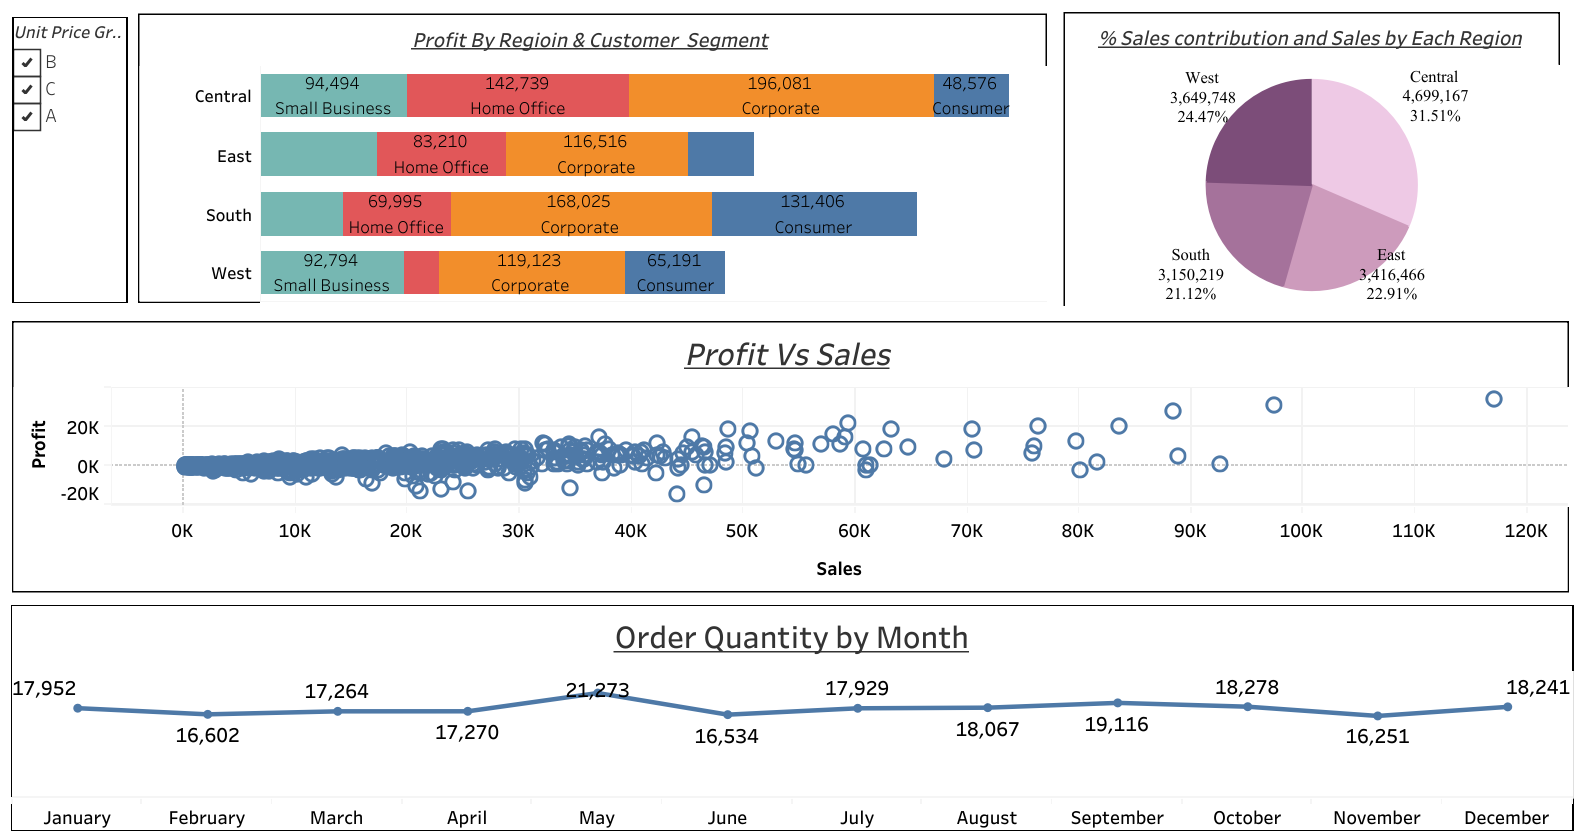 Unit Price Gr..
B
C
A
Profit By Regioin & Customer Segment
Central
94,494
Small Business
142,739
Home Office
196,081
Corporate
48,576
Consumer
East
83,210
Home Office
116,516
Corporate
South
69,995
Home Office
168,025
Corporate
131,406
Consumer
West
92,794
Small Business
119,123
Corporate
65,191
Consumer
% Sales contribution and Sales by Each Region
West
3,649,748
24.47%
Central
4,699,167
31.51%
South
3,150,219
21.12%
East
3,416,466
22.91%
Profit Vs Sales
Profit
20K
0K
-20K
0K 10K 20K 30K 40K 50K 60K 70K 80K 90K 100K 110K 120K
Sales
Order Quantity by Month
17,952 16,602 17,264 17,270 21,273 16,534 17,929 18,067 19,116 18,278 16,251 18,241
January February March April May June July August September October November December